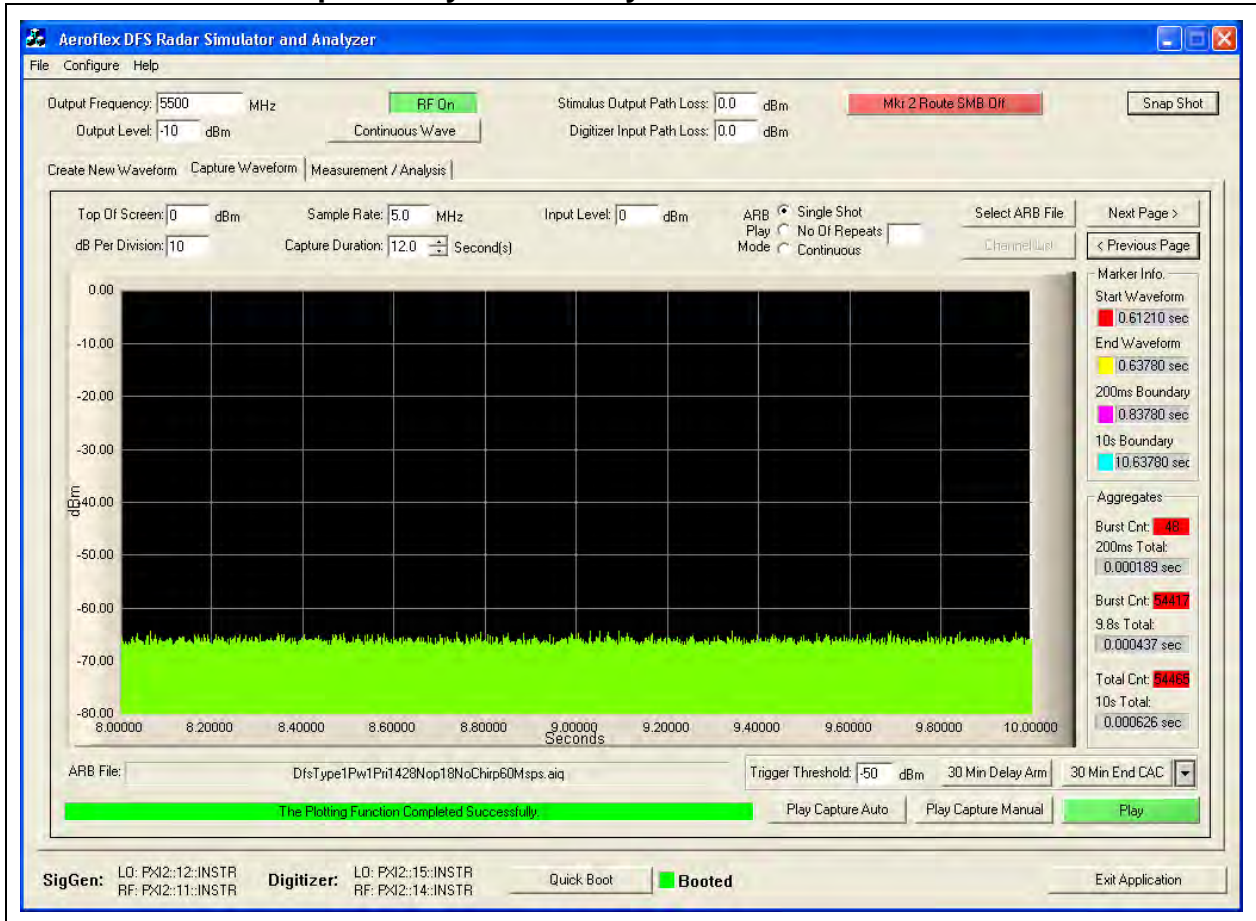 Aeroflex DFS Radar Simulator and Analyzer
File Configure Help
Output Frequency: 5500 MHz RF On Stimulus Output Path Loss: 0.0 dBm Mkr 2 Route SMB Off Snap Shot
Output Level: -10 dBm Continuous Wave Digitizer Input Path Loss: 0.0 dBm
Create New Waveform Capture Waveform Measurement / Analysis
Top Of Screen: 0 dBm Sample Rate: 5.0 MHz Input Level: 0 dBm ARB Play Mode Single Shot Select ARB File Next Page >
No Of Repeats
dB Per Division: 10 Capture Duration: 12.0 Second(s) Continuous Channel List < Previous Page
Marker Info.
Start Waveform
0.61210 sec
End Waveform
0.63780 sec
200ms Boundary
0.83780 sec
10s Boundary
10.63780 sec
Aggregates
Burst Cnt: 48
200ms Total:
0.000189 sec
Burst Cnt: 54417
9.8s Total:
0.000437 sec
Total Cnt: 54465
10s Total:
0.000626 sec
0.00
-10.00
-20.00
-30.00
-40.00
-50.00
-60.00
-70.00
-80.00
dBm
8.00000 8.20000 8.40000 8.60000 8.80000 9.00000 9.20000 9.40000 9.60000 9.80000 10.00000
Seconds
ARB File: DfsType1Pw1Pri1428Nop18NoChirp60Msps.aiq Trigger Threshold: -50 dBm 30 Min Delay Arm 30 Min End CAC
The Plotting Function Completed Successfully. Play Capture Auto Play Capture Manual Play
SigGen: LO: PXI2::12::INSTR Digitizer: LO: PXI2::15::INSTR Quick Boot Booted Exit Application
RF: PXI2::11::INSTR RF: PXI2::14::INSTR